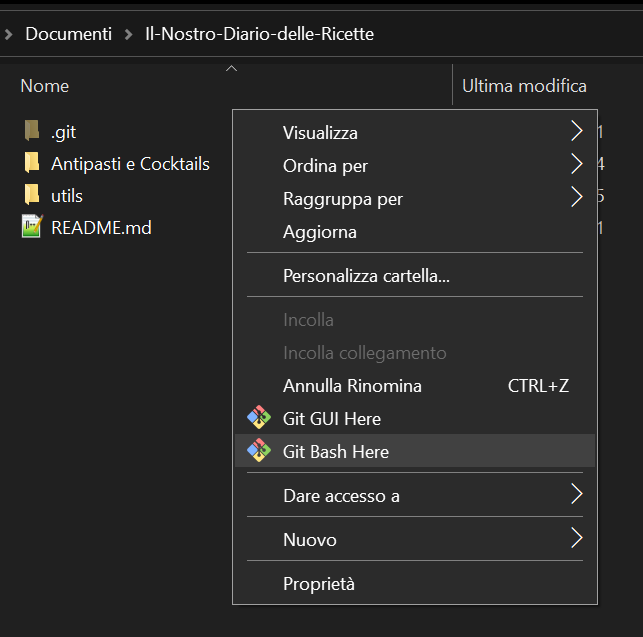 Documenti > Il-Nostro-Diario-delle-Ricette
Nome Ultima modifica
.git
Antipasti e Cocktails
utils
README.md
Visualizza 1
Ordina per 4
Raggruppa per 5
Aggiorna 1
Personalizza cartella...
Incolla
Incolla collegamento
Annulla Rinomina CTRL+Z
Git GUI Here
Git Bash Here
Dare accesso a
Nuovo
Proprietà